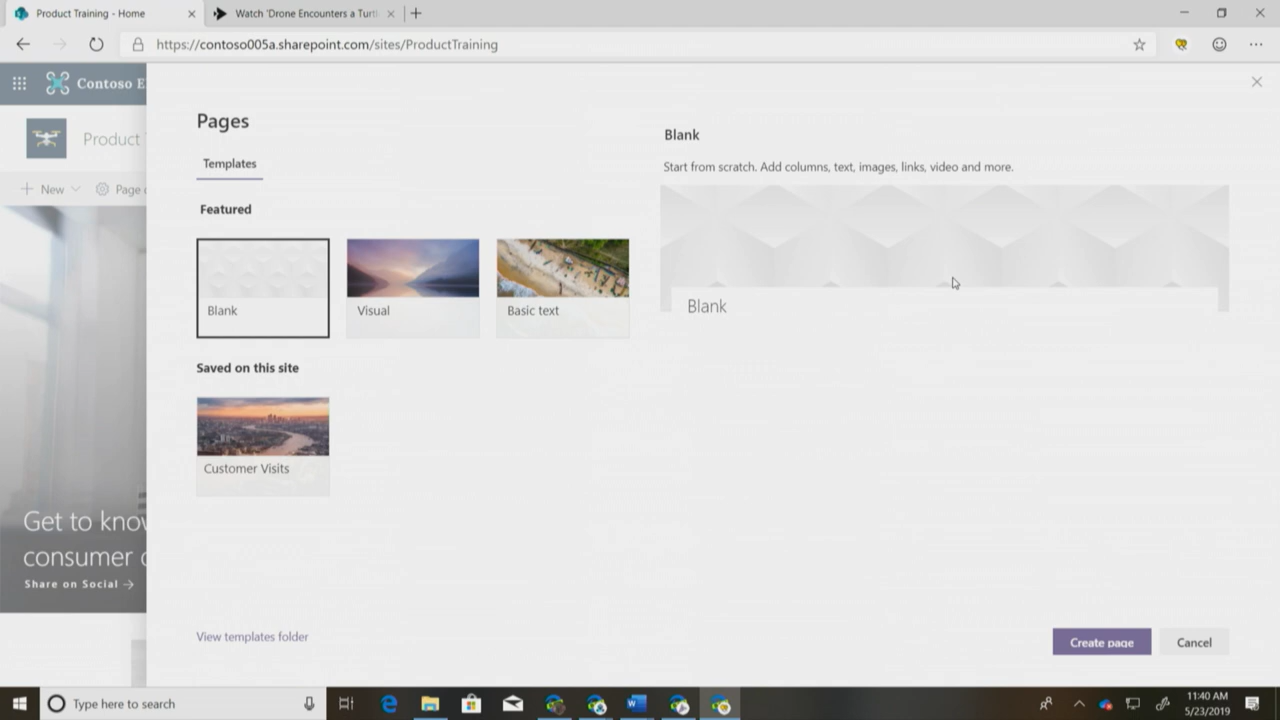 Product Training - Home
Watch 'Drone Encounters a Turt
https://contoso005a.sharepoint.com/sites/ProductTraining
Contoso E
Product
New
Page
Pages
Templates
Featured
Blank
Visual
Basic text
Saved on this site
Customer Visits
View templates folder
Blank
Start from scratch. Add columns, text, images, links, video and more.
Blank
Create page
Cancel
Get to know
consumer
Share on Social →
Type here to search
11:40 AM
5/23/2019